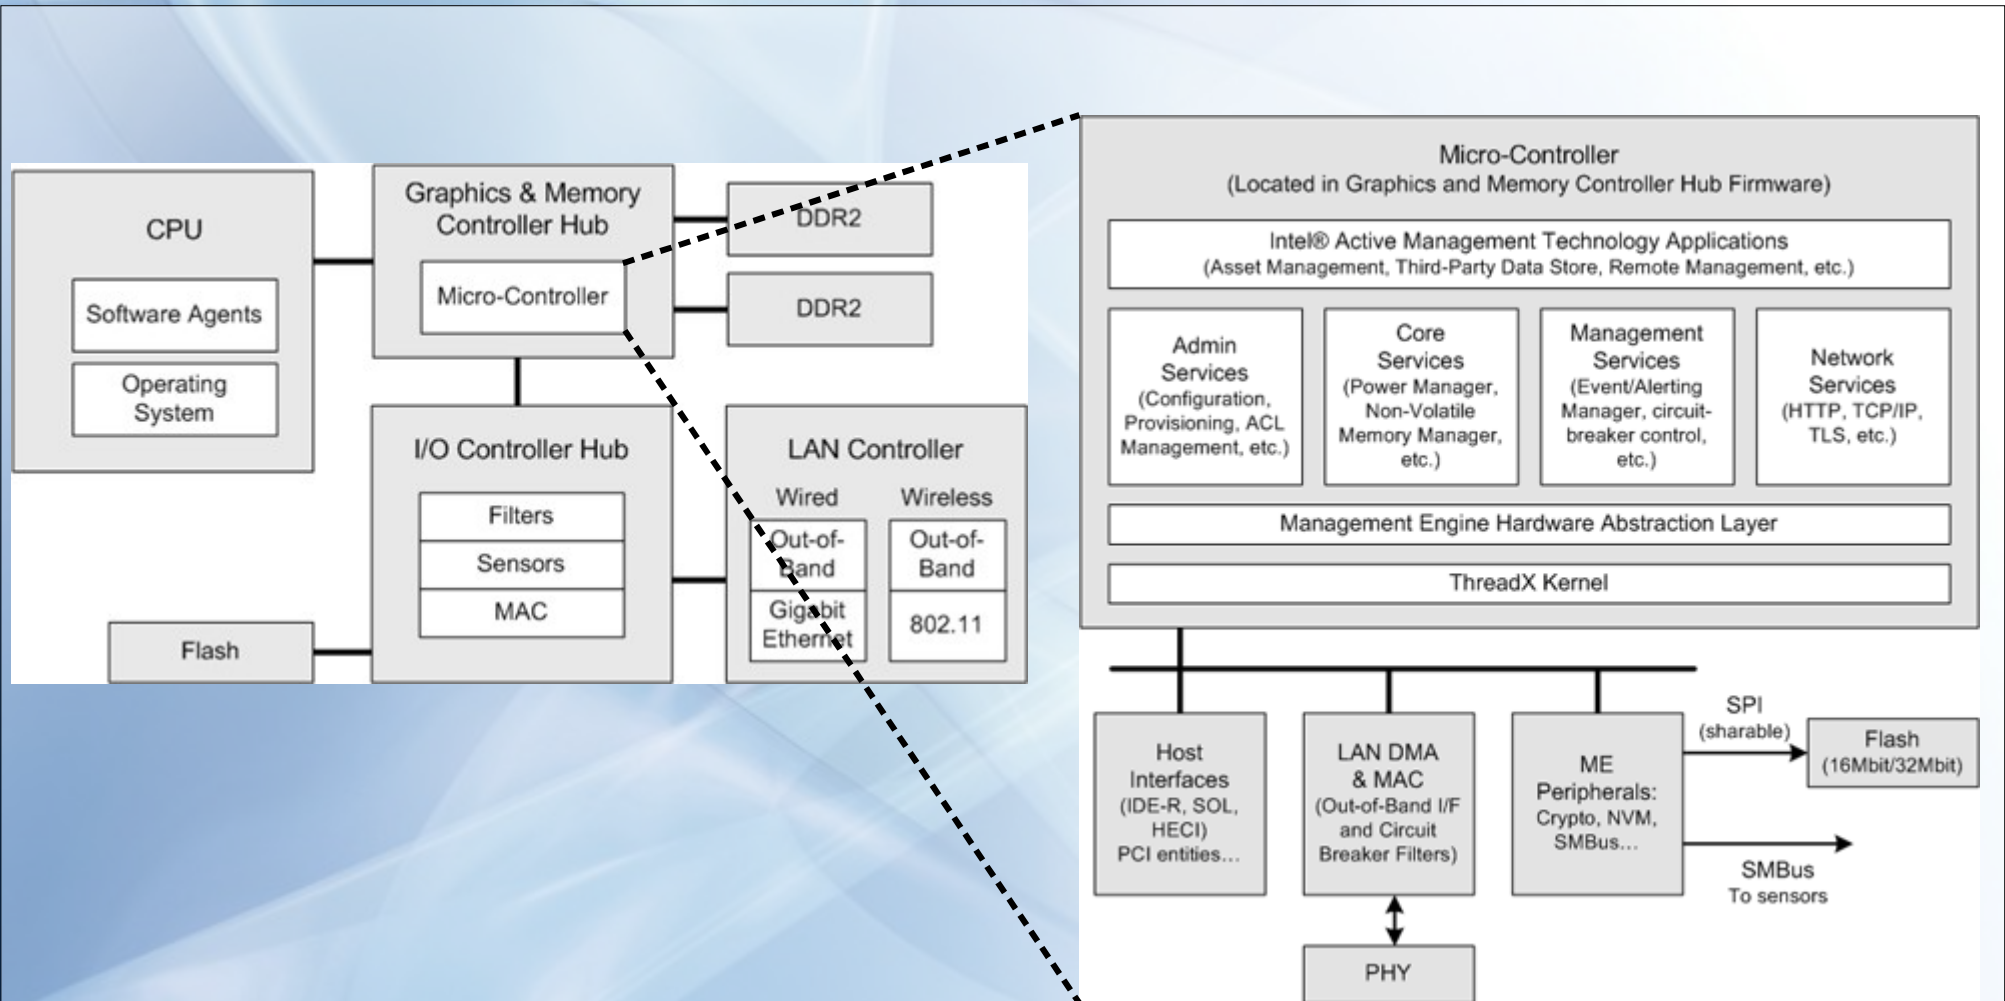 CPU
Software Agents
Operating
System
Graphics & Memory
Controller Hub
Micro-Controller
DDR2
DDR2
I/O Controller Hub
Filters
Sensors
MAC
Flash
LAN Controller
Wired
Out-of-
Band
Gigabit
Ethernet
Wireless
Out-of-
Band
802.11
Micro-Controller
(Located in Graphics and Memory Controller Hub Firmware)
Intel® Active Management Technology Applications
(Asset Management, Third-Party Data Store, Remote Management, etc.)
Admin
Services
(Configuration,
Provisioning, ACL
Management, etc.)
Core
Services
(Power Manager,
Non-Volatile
Memory Manager,
etc.)
Management
Services
(Event/Alerting
Manager, circuit-
breaker control,
etc.)
Network
Services
(HTTP, TCP/IP,
TLS, etc.)
Management Engine Hardware Abstraction Layer
ThreadX Kernel
Host
Interfaces
(IDE-R, SOL,
HECI)
PCI entities…
LAN DMA
& MAC
(Out-of-Band I/F
and Circuit
Breaker Filters)
ME
Peripherals:
Crypto, NVM,
SMBus…
SPI
(sharable)
Flash
(16Mbit/32Mbit)
SMBus
To sensors
PHY